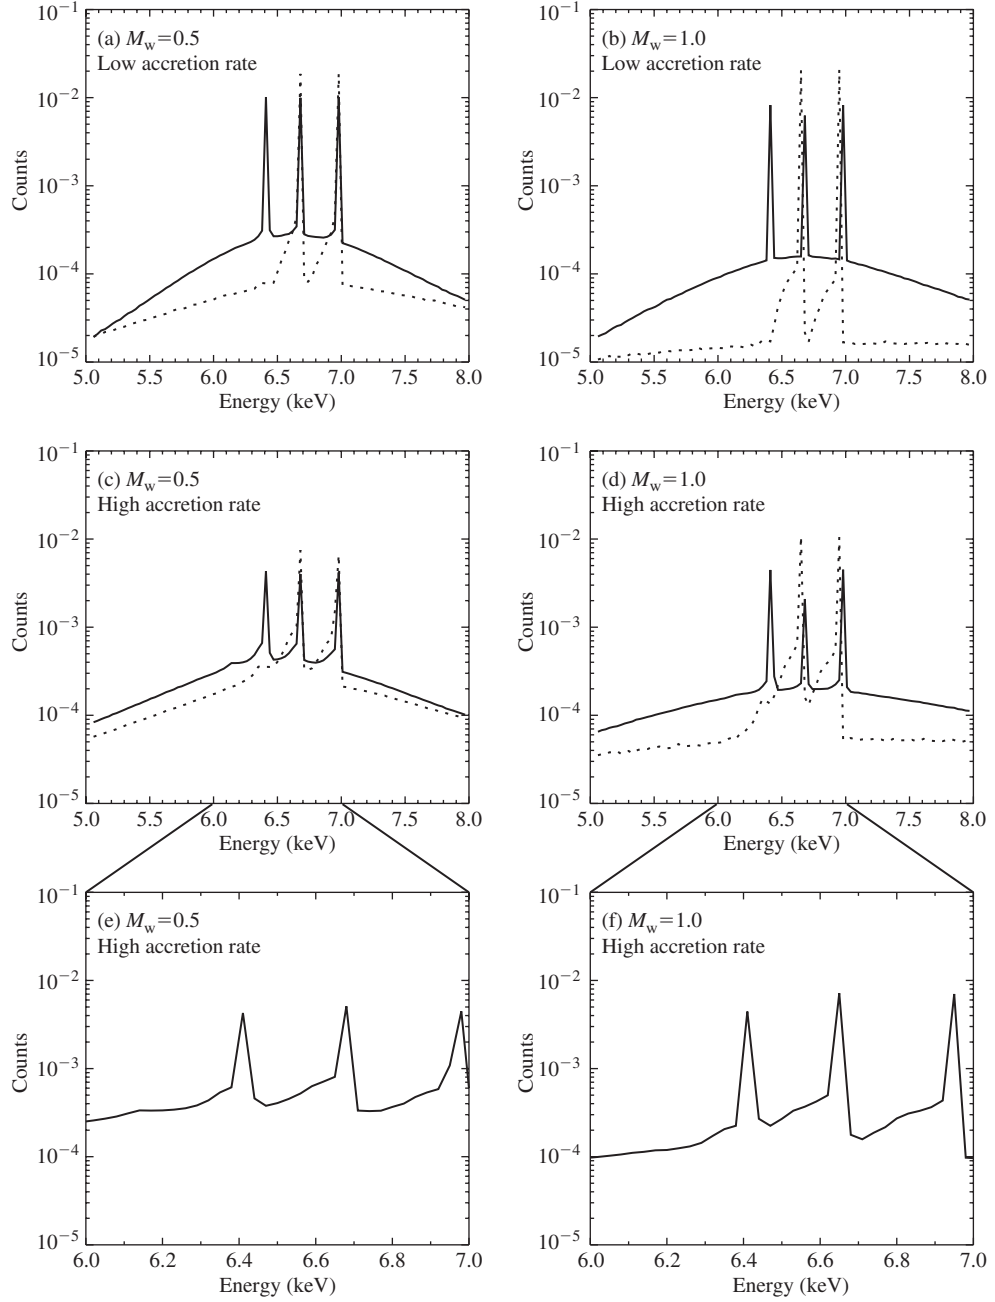 10−1
(a) Mw=0.5
Low accretion rate
10−2
10−3
10−4
10−5
Counts
5.0 5.5 6.0 6.5 7.0 7.5 8.0
Energy (keV)
10−1
(b) Mw=1.0
Low accretion rate
10−2
10−3
10−4
10−5
Counts
5.0 5.5 6.0 6.5 7.0 7.5 8.0
Energy (keV)
10−1
(c) Mw=0.5
High accretion rate
10−2
10−3
10−4
10−5
Counts
5.0 5.5 6.0 6.5 7.0 7.5 8.0
Energy (keV)
10−1
(d) Mw=1.0
High accretion rate
10−2
10−3
10−4
10−5
Counts
5.0 5.5 6.0 6.5 7.0 7.5 8.0
Energy (keV)
10−1
(e) Mw=0.5
High accretion rate
10−2
10−3
10−4
10−5
Counts
6.0 6.2 6.4 6.6 6.8 7.0
Energy (keV)
10−1
(f) Mw=1.0
High accretion rate
10−2
10−3
10−4
10−5
Counts
6.0 6.2 6.4 6.6 6.8 7.0
Energy (keV)